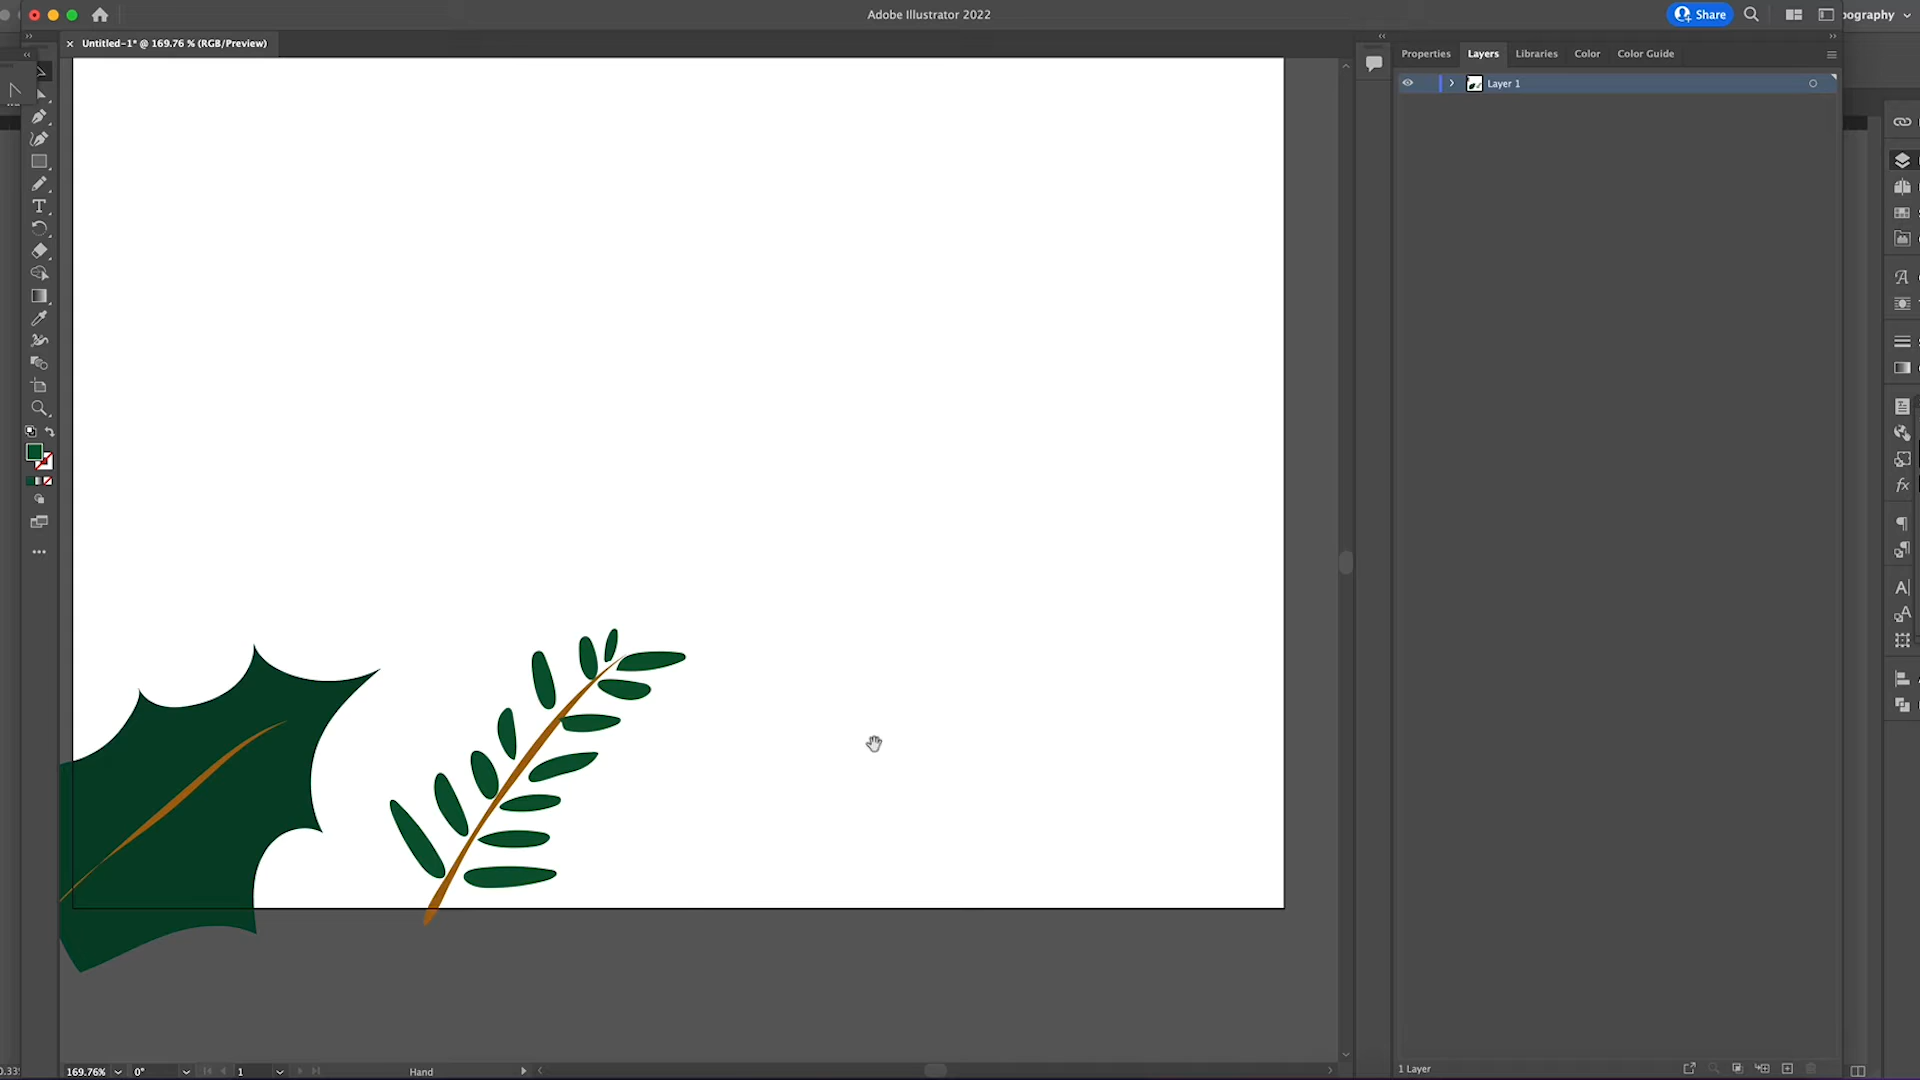 Adobe Illustrator 2022
Share
pography
Untitled-1* @ 169.76 % (RGB/Preview)
Properties
Layers
Libraries
Color
Color Guide
Layer 1
169.76%
0°
1
Hand
1 Layer